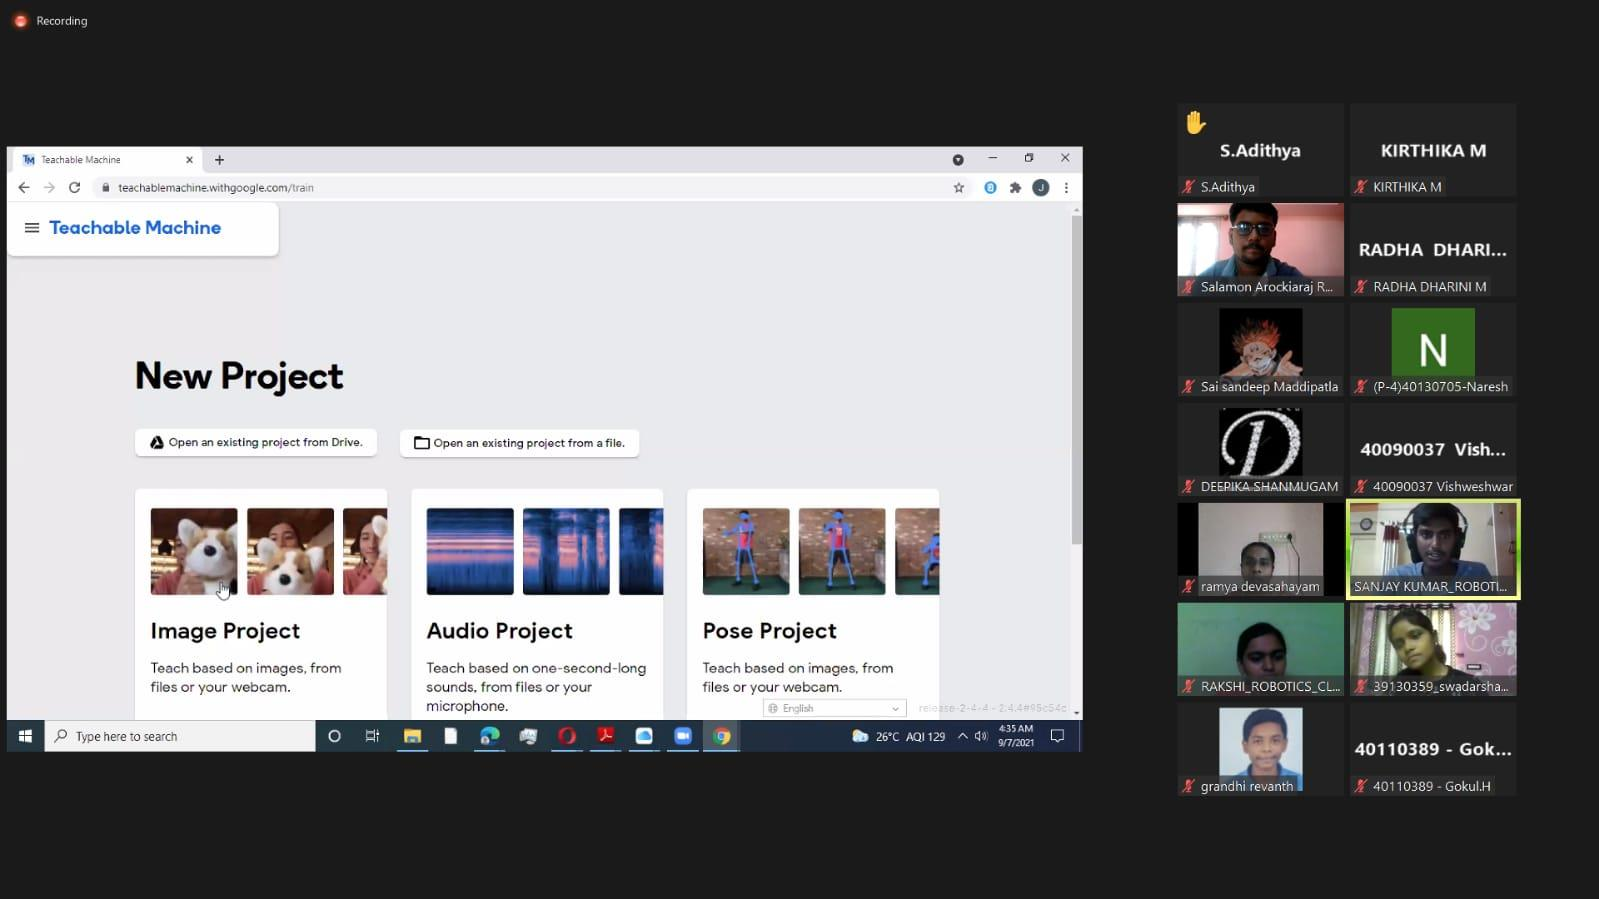 Recording
Teachable Machine
teachablemachine.withgoogle.com/train
J
Teachable Machine
New Project
Open an existing project from Drive.
Open an existing project from a file.
Image Project
Teach based on images, from
files or your webcam.
Audio Project
Teach based on one-second-long
sounds, from files or your
microphone.
Pose Project
Teach based on images, from
files or your webcam.
English
release-2-4-4 - 2.4.4#95c54c
Type here to search
26°C AQI 129
4:35 AM
9/7/2021
S.Adithya
S.Adithya
KIRTHIKA M
KIRTHIKA M
Salamon Arockiaraj R...
RADHA DHARI...
RADHA DHARINI M
Sai sandeep Maddipatla
N
(P-4)40130705-Naresh
D
DEEPIKA SHANMUGAM
40090037 Vish...
40090037 Vishweshwar
ramya devasahayam
SANJAY KUMAR_ROBOTI...
RAKSHI_ROBOTICS_CL...
39130359_swadarsha...
grandhi revanth
40110389 - Gok...
40110389 - Gokul.H